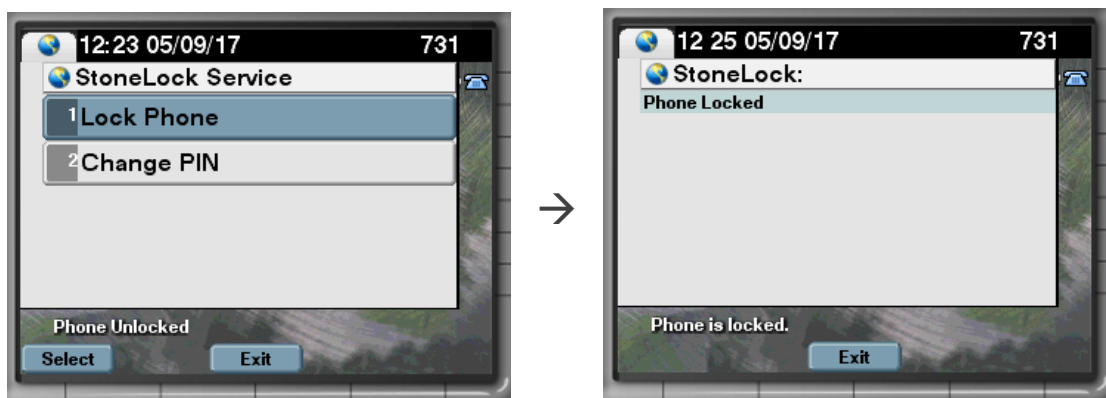 12:23 05/09/17 731
StoneLock Service
1 Lock Phone
2 Change PIN
Phone Unlocked
Select Exit
→
12 25 05/09/17 731
StoneLock:
Phone Locked
Phone is locked.
Exit